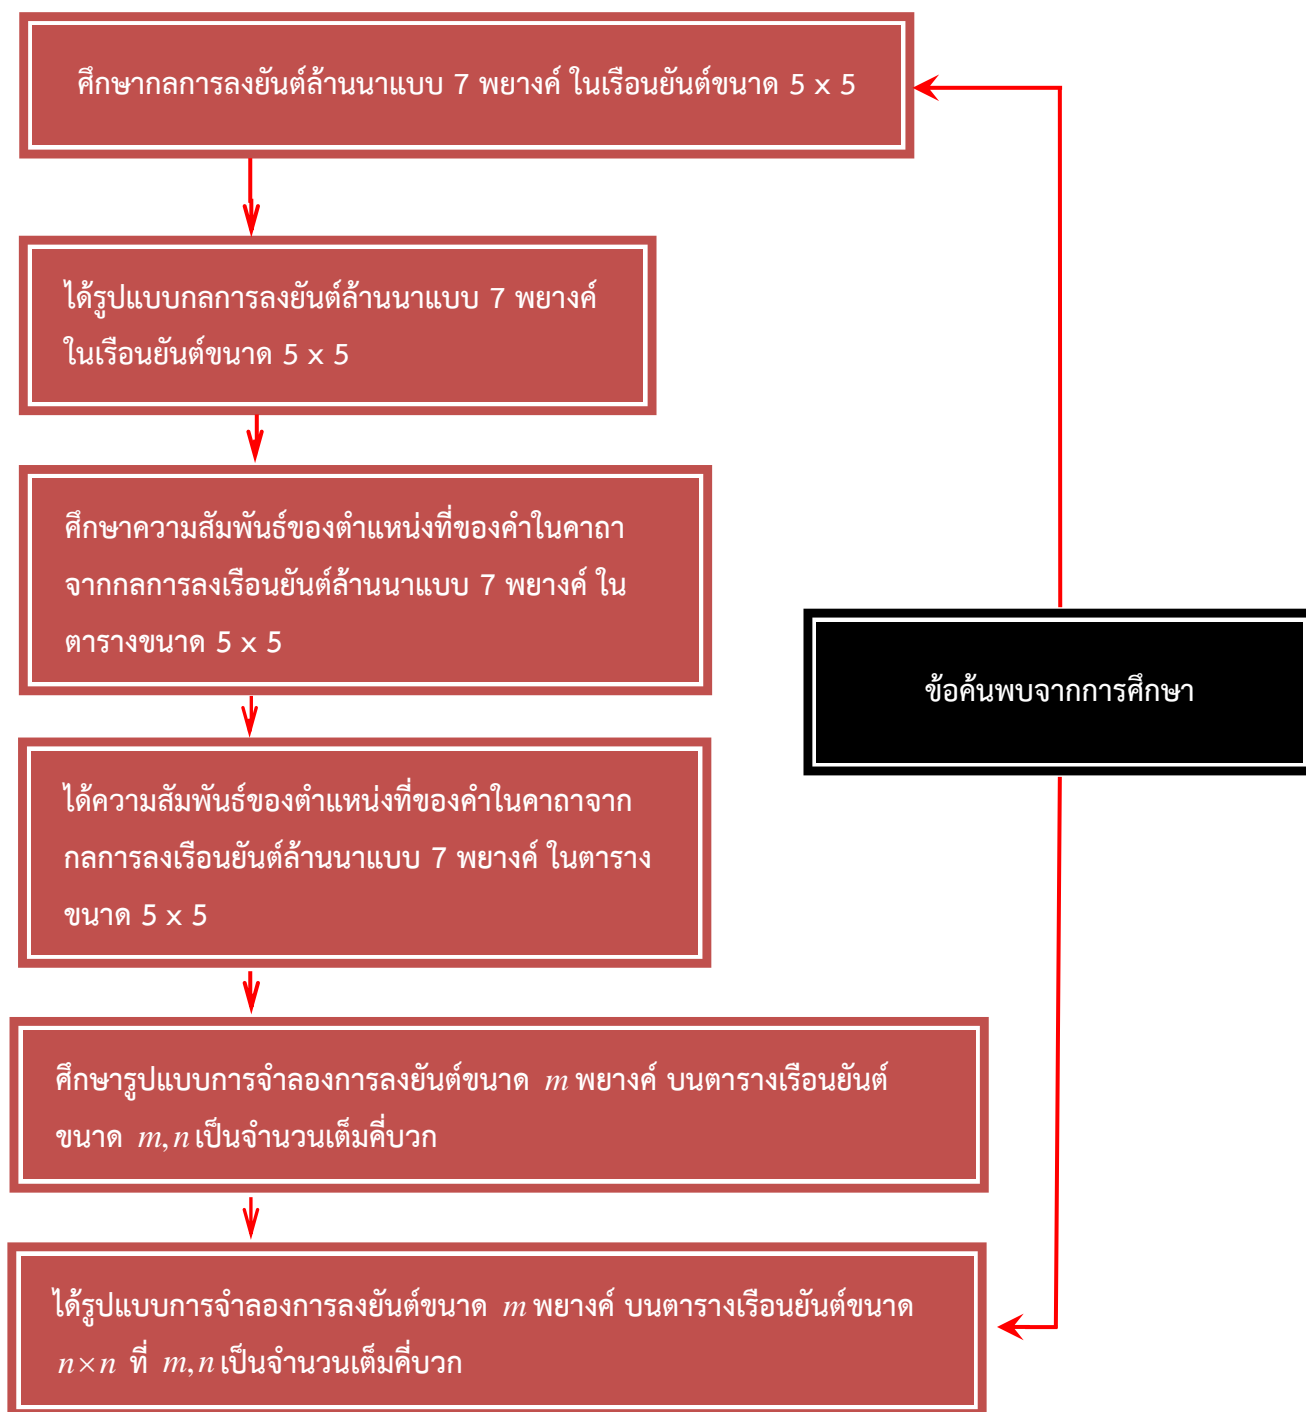 ศึกษากลการลงยันต์ล้านนาแบบ 7 พยางค์ ในเรือนยันต์ขนาด 5 x 5
ได้รูปแบบกลการลงยันต์ล้านนาแบบ 7 พยางค์
ในเรือนยันต์ขนาด 5 x 5
ศึกษาความสัมพันธ์ของตำแหน่งที่ของคำในคาถา
จากกลการลงเรือนยันต์ล้านนาแบบ 7 พยางค์ ใน
ตารางขนาด 5 x 5
ข้อค้นพบจากการศึกษา
ได้ความสัมพันธ์ของตำแหน่งที่ของคำในคาถาจาก
กลการลงเรือนยันต์ล้านนาแบบ 7 พยางค์ ในตาราง
ขนาด 5 x 5
ศึกษารูปแบบการจำลองการลงยันต์ขนาด m พยางค์ บนตารางเรือนยันต์
ขนาด m, n เป็นจำนวนเต็มคี่บวก
ได้รูปแบบการจำลองการลงยันต์ขนาด m พยางค์ บนตารางเรือนยันต์ขนาด
n×n ที่ m, n เป็นจำนวนเต็มคี่บวก